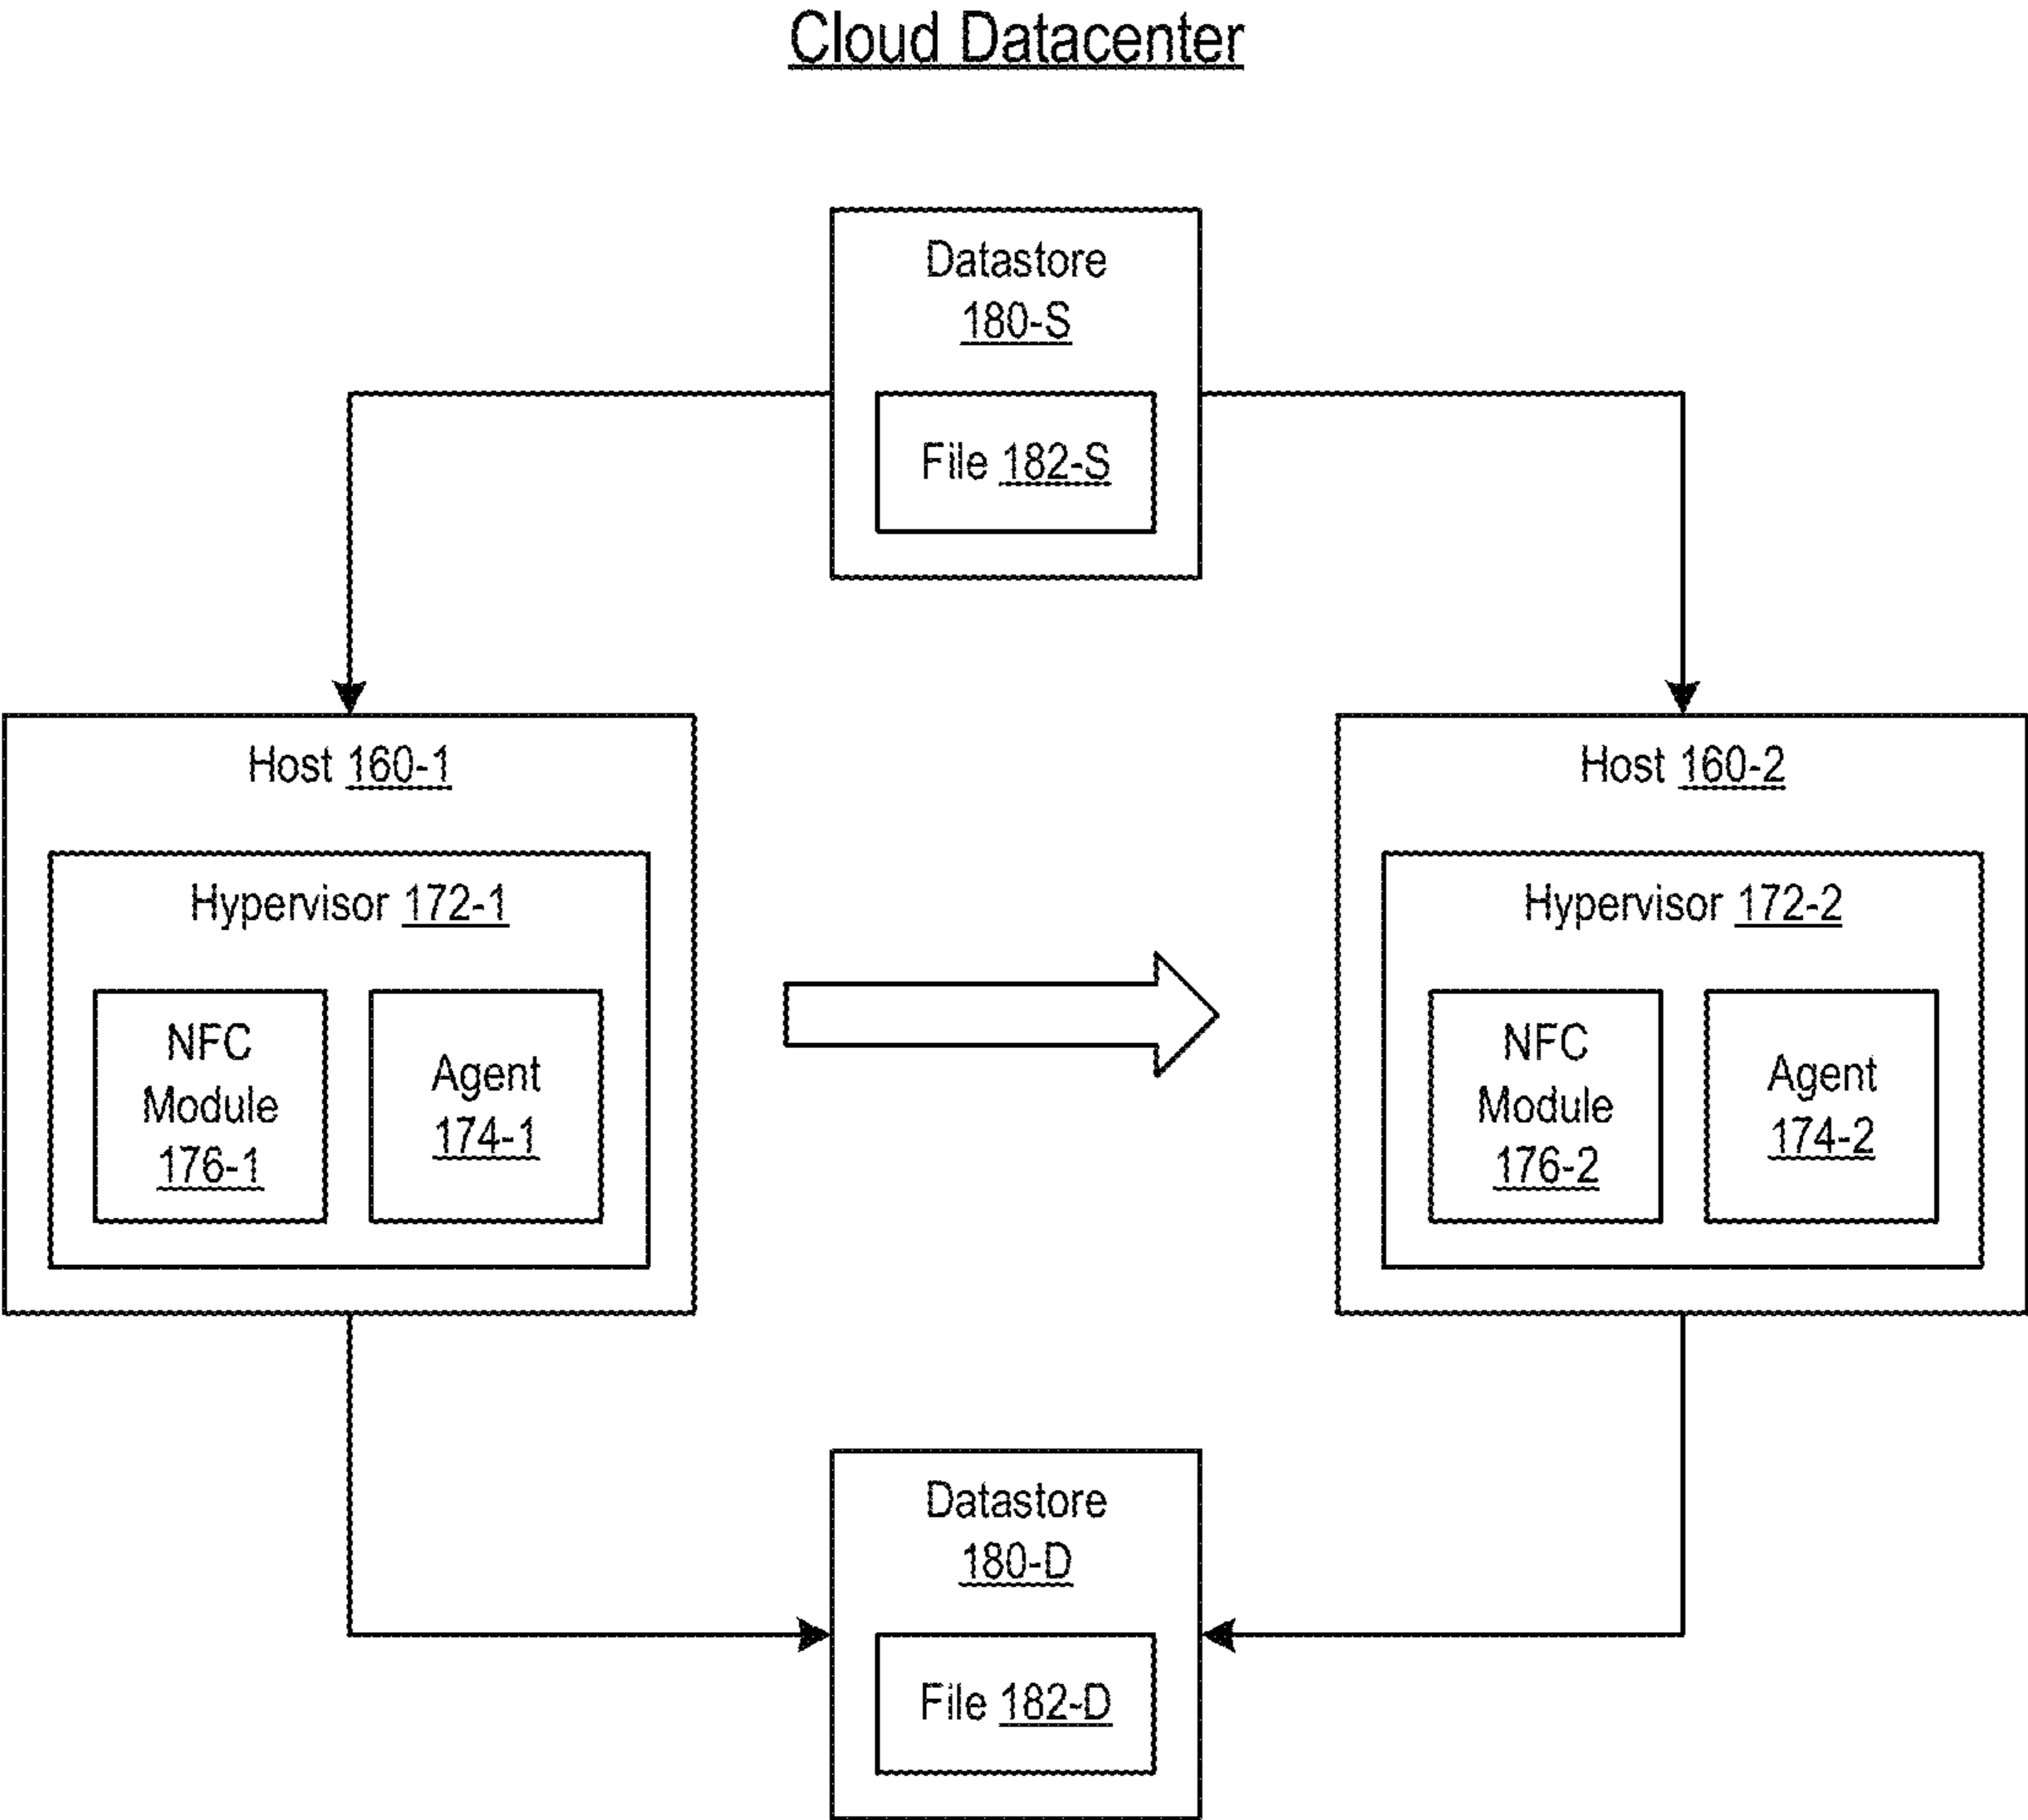 Cloud Datacenter
Datastore
180-S
File 182-S
Host 160-1
Hypervisor 172-1
NFC
Module
176-1
Agent
174-1
Host 160-2
Hypervisor 172-2
NFC
Module
176-2
Agent
174-2
Datastore
180-D
File 182-D